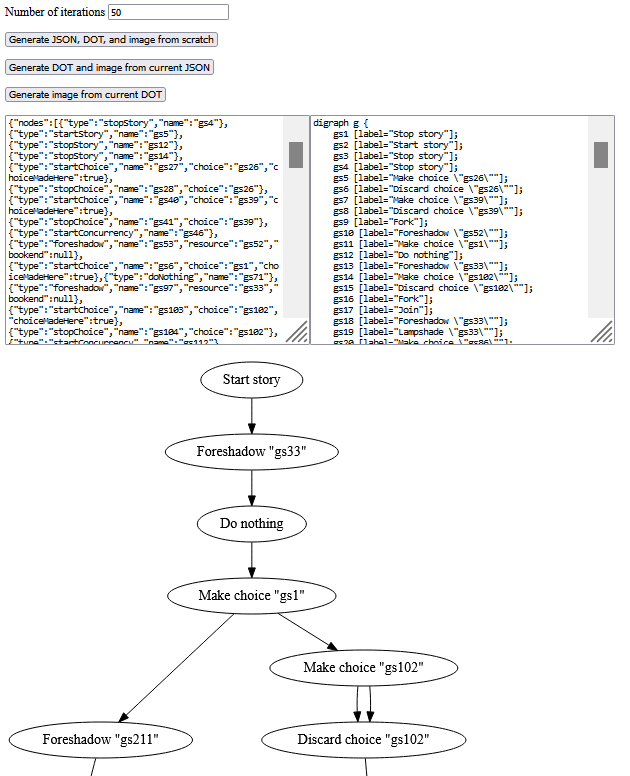 Number of iterations 50
Generate JSON, DOT, and image from scratch
Generate DOT and image from current JSON
Generate image from current DOT
{"nodes":[{"type":"stopStory","name":"gs4"},
{"type":"startStory","name":"gs5"},
{"type":"stopStory","name":"gs12"},
{"type":"stopStory","name":"gs14"},
{"type":"startChoice","name":"gs27","choice":"gs26","c
hoiceMadeHere":true},
{"type":"stopChoice","name":"gs28","choice":"gs26"},
{"type":"startChoice","name":"gs40","choice":"gs39","c
hoiceMadeHere":true},
{"type":"stopChoice","name":"gs41","choice":"gs39"},
{"type":"startConcurrency","name":"gs46"},
{"type":"foreshadow","name":"gs53","resource":"gs52","
bookend":null},
{"type":"startChoice","name":"gs6","choice":"gs1","cho
iceMadeHere":true},{"type":"doNothing","name":"gs71"},
{"type":"foreshadow","name":"gs97","resource":"gs33","
bookend":null},
{"type":"startChoice","name":"gs103","choice":"gs102",
"choiceMadeHere":true},
{"type":"stopChoice","name":"gs104","choice":"gs102"},
{"type":"startConcurrency","name":"gs112"}
digraph g {
gs1 [label="Stop story"];
gs2 [label="Start story"];
gs3 [label="Stop story"];
gs4 [label="Stop story"];
gs5 [label="Make choice \"gs26\""];
gs6 [label="Discard choice \"gs26\""];
gs7 [label="Make choice \"gs39\""];
gs8 [label="Discard choice \"gs39\""];
gs9 [label="Fork"];
gs10 [label="Foreshadow \"gs52\""];
gs11 [label="Make choice \"gs1\""];
gs12 [label="Do nothing"];
gs13 [label="Foreshadow \"gs33\""];
gs14 [label="Make choice \"gs102\""];
gs15 [label="Discard choice \"gs102\""];
gs16 [label="Fork"];
gs17 [label="Join"];
gs18 [label="Foreshadow \"gs33\""];
gs19 [label="Lampshade \"gs33\""];
gs20 [label="Make choice \"gs86\""];
Start story
Foreshadow "gs33"
Do nothing
Make choice "gs1"
Make choice "gs102"
Foreshadow "gs211"
Discard choice "gs102"